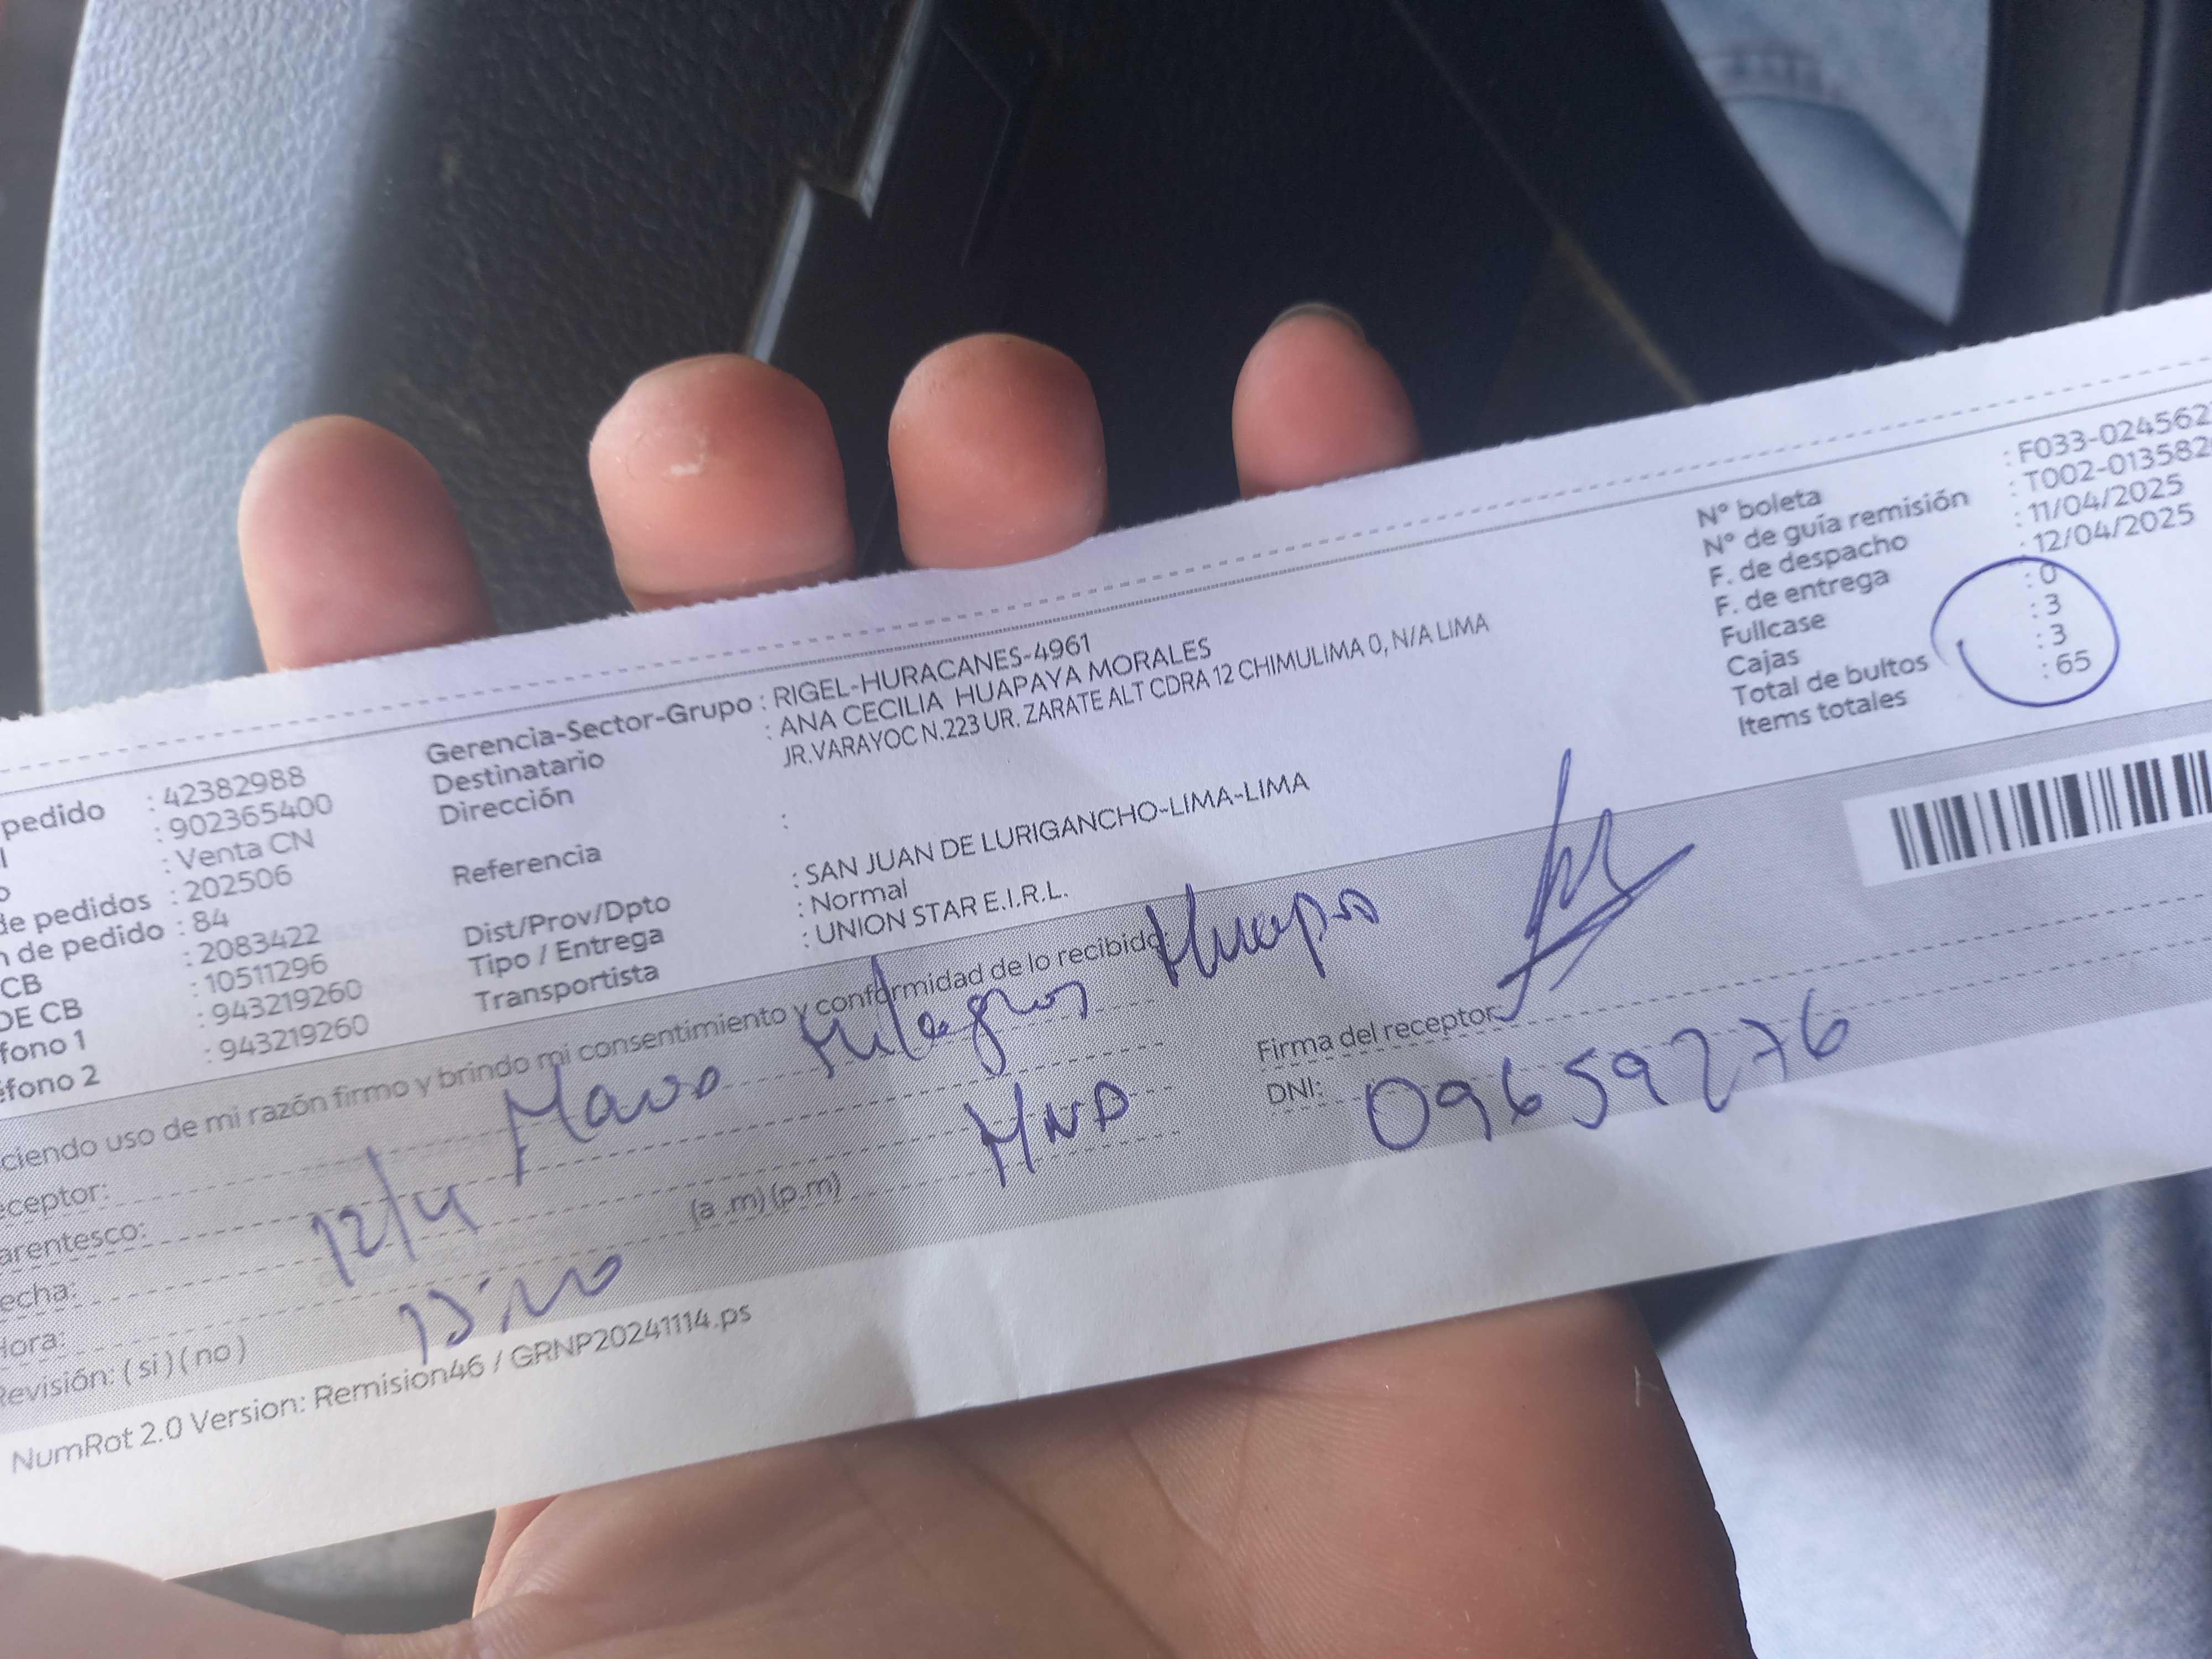 pedido : 42382988
: 902365400
: Venta CN
de pedidos : 202506
n de pedido : 84
CB : 2083422
DE CB : 10511296
fono 1 : 943219260
éfono 2 : 943219260
Gerencia-Sector-Grupo : RIGEL-HURACANES-4961
Destinatario : ANA CECILIA HUAPAYA MORALES
Dirección JR.VARAYOC N.223 UR. ZARATE ALT CDRA 12 CHIMULIMA 0, N/A LIMA
Referencia :
Dist/Prov/Dpto : SAN JUAN DE LURIGANCHO-LIMA-LIMA
Tipo / Entrega : Normal
Transportista : UNION STAR E.I.R.L.
Nº boleta : F033-024562
Nº de guía remisión : T002-013582
F. de despacho : 11/04/2025
F. de entrega : 12/04/2025
Fullcase : 0
Cajas : 3
Total de bultos : 3
Items totales : 65
ciendo uso de mi razón firmo y brindo mi consentimiento y conformidad de lo recibido:
eceptor: Milagros
arentesco:
echa: 12/4
Hora: (a .m) (p.m)
Revisión: ( si ) ( no )
Firma del receptor
DNI: 09659276
NumRot 2.0 Version: Remision46 / GRNP20241114.ps